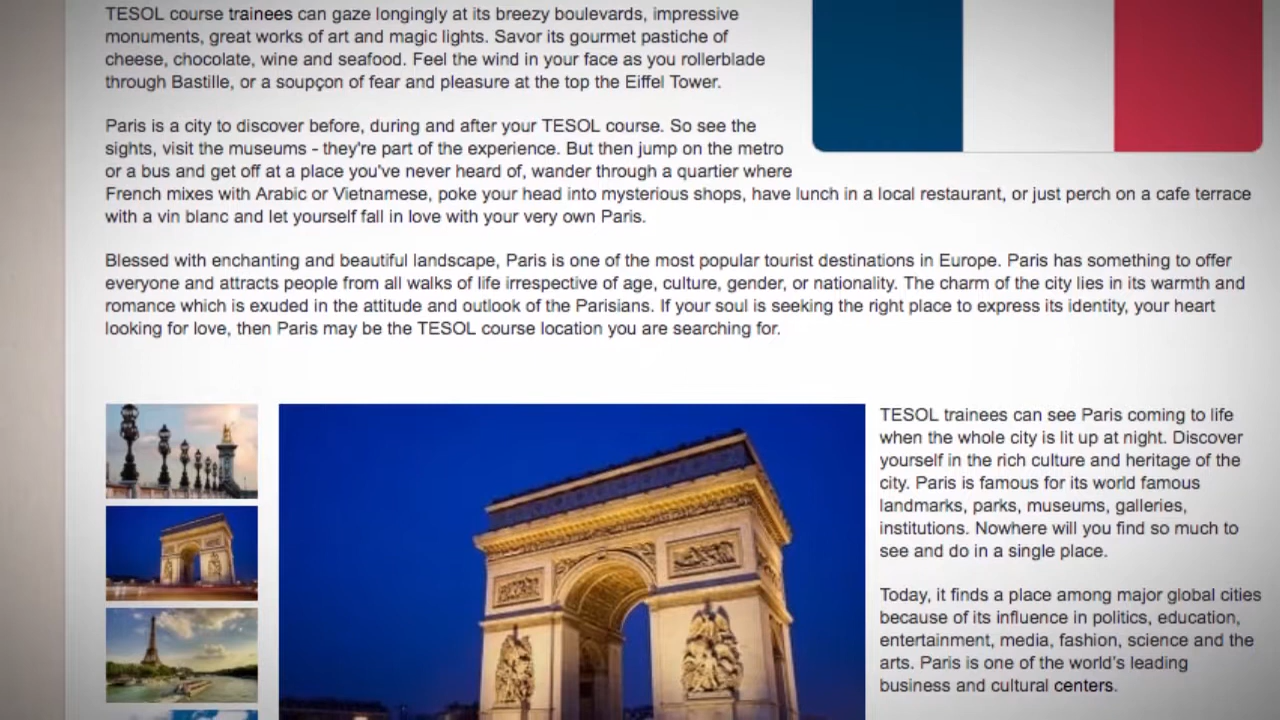 TESOL course trainees can gaze longingly at its breezy boulevards, impressive
monuments, great works of art and magic lights. Savor its gourmet pastiche of
cheese, chocolate, wine and seafood. Feel the wind in your face as you rollerblade
through Bastille, or a soupçon of fear and pleasure at the top the Eiffel Tower.
Paris is a city to discover before, during and after your TESOL course. So see the
sights, visit the museums - they're part of the experience. But then jump on the metro
or a bus and get off at a place you've never heard of, wander through a quartier where
French mixes with Arabic or Vietnamese, poke your head into mysterious shops, have lunch in a local restaurant, or just perch on a cafe terrace
with a vin blanc and let yourself fall in love with your very own Paris.
Blessed with enchanting and beautiful landscape, Paris is one of the most popular tourist destinations in Europe. Paris has something to offer
everyone and attracts people from all walks of life irrespective of age, culture, gender, or nationality. The charm of the city lies in its warmth and
romance which is exuded in the attitude and outlook of the Parisians. If your soul is seeking the right place to express its identity, your heart
looking for love, then Paris may be the TESOL course location you are searching for.
TESOL trainees can see Paris coming to life
when the whole city is lit up at night. Discover
yourself in the rich culture and heritage of the
city. Paris is famous for its world famous
landmarks, parks, museums, galleries,
institutions. Nowhere will you find so much to
see and do in a single place.
Today, it finds a place among major global cities
because of its influence in politics, education,
entertainment, media, fashion, science and the
arts. Paris is one of the world's leading
business and cultural centers.